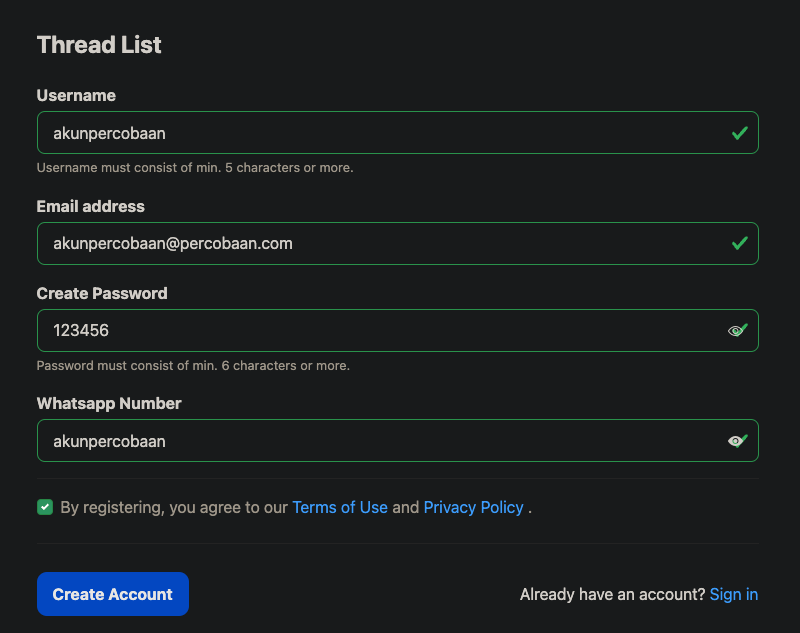 Thread List
Username
akunpercobaan
Username must consist of min. 5 characters or more.
Email address
akunpercobaan@percobaan.com
Create Password
123456
Password must consist of min. 6 characters or more.
Whatsapp Number
akunpercobaan
By registering, you agree to our Terms of Use and Privacy Policy .
Create Account
Already have an account? Sign in